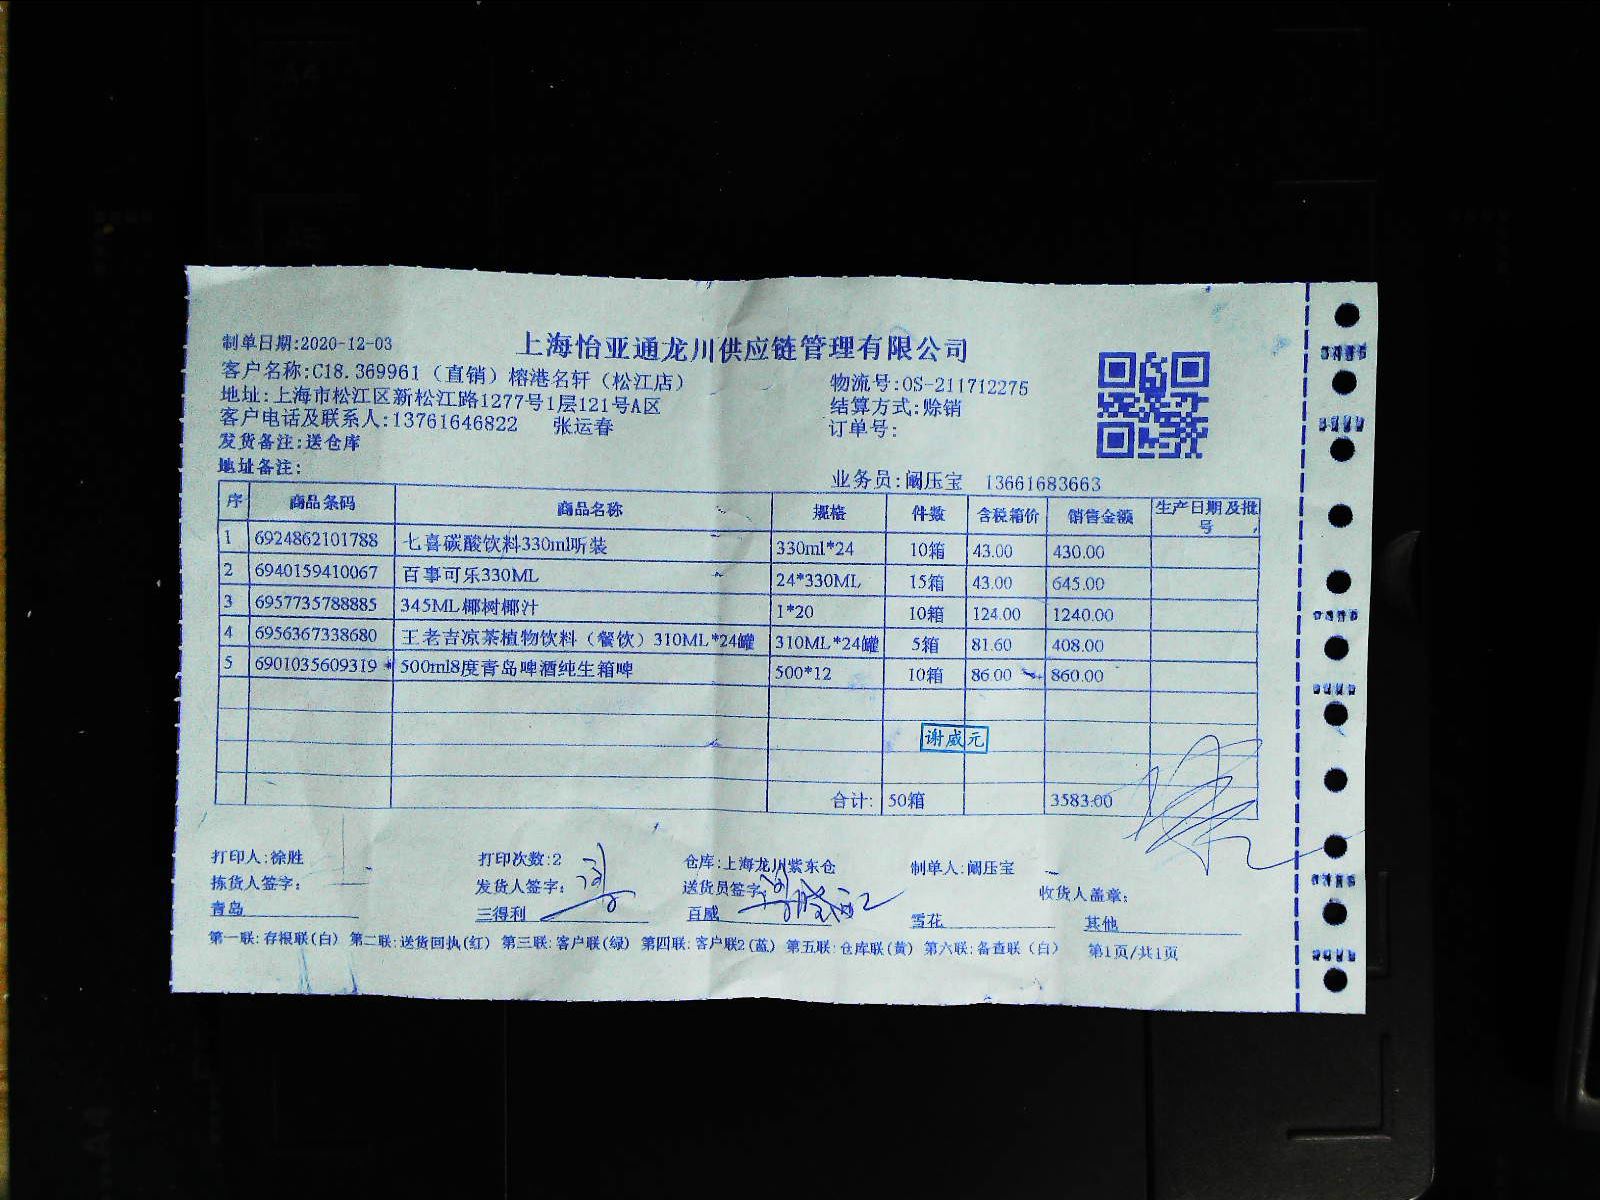 上海怡亚通龙川供应链管理有限公司
制单日期:2020-12-03
客户名称:C18.369961（直销）榕港名轩（松江店） 物流号:OS-211712275
地址:上海市松江区新松江路1277号1层121号A区 结算方式:赊销
客户电话及联系人:13761646822 张运春 订单号:
发货备注:送仓库
地址备注: 业务员:阚压宝 13661683663
序 商品条码 商品名称 规格 件数 含税箱价 销售金额 生产日期及批号
1 6924862101788 七喜碳酸饮料330ml听装 330ml*24 10箱 43.00 430.00
2 6940159410067 百事可乐330ML 24*330ML 15箱 43.00 645.00
3 6957735788885 345ML椰树椰汁 1*20 10箱 124.00 1240.00
4 6956367338680 王老吉凉茶植物饮料（餐饮）310ML*24罐 310ML*24罐 5箱 81.60 408.00
5 6901035609319 500ml8度青岛啤酒纯生箱啤 500*12 10箱 86.00 860.00
谢威元
合计: 50箱 3583.00
打印人:徐胜 打印次数:2 仓库:上海龙川紫东仓 制单人:阚压宝
拣货人签字: 发货人签字: 送货员签字: 收货人盖章:
青岛 三得利 百威 雪花 其他
第一联:存根联(白) 第二联:送货回执(红) 第三联:客户联(绿) 第四联:客户联2(蓝) 第五联:仓库联(黄) 第六联:备查联（白） 第1页/共1页